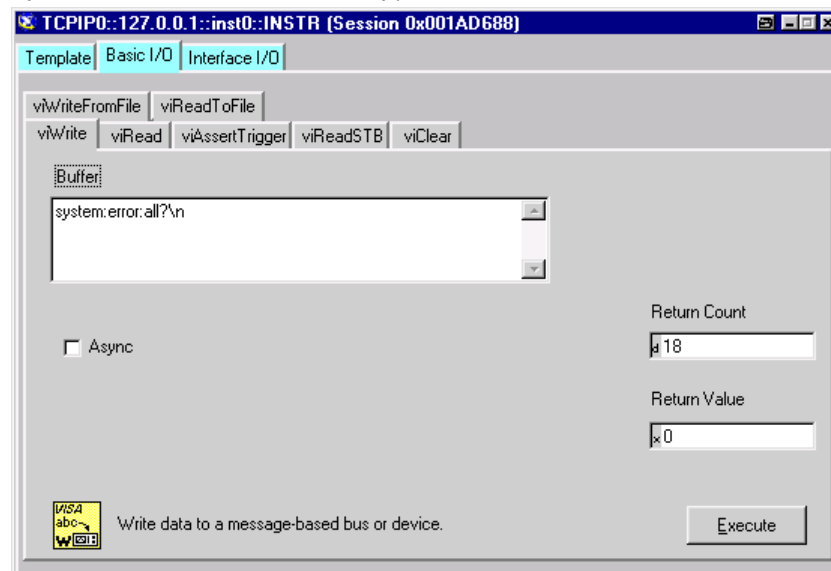 TCPIP0::127.0.0.1::inst0::INSTR (Session 0x001AD688)
Template Basic I/O Interface I/O
viWriteFromFile viReadToFile
viWrite viRead viAssertTrigger viReadSTB viClear
Buffer
system:error:all?\n
Return Count
Async
d 18
Return Value
x 0
VISA
abc
W
Write data to a message-based bus or device.
Execute